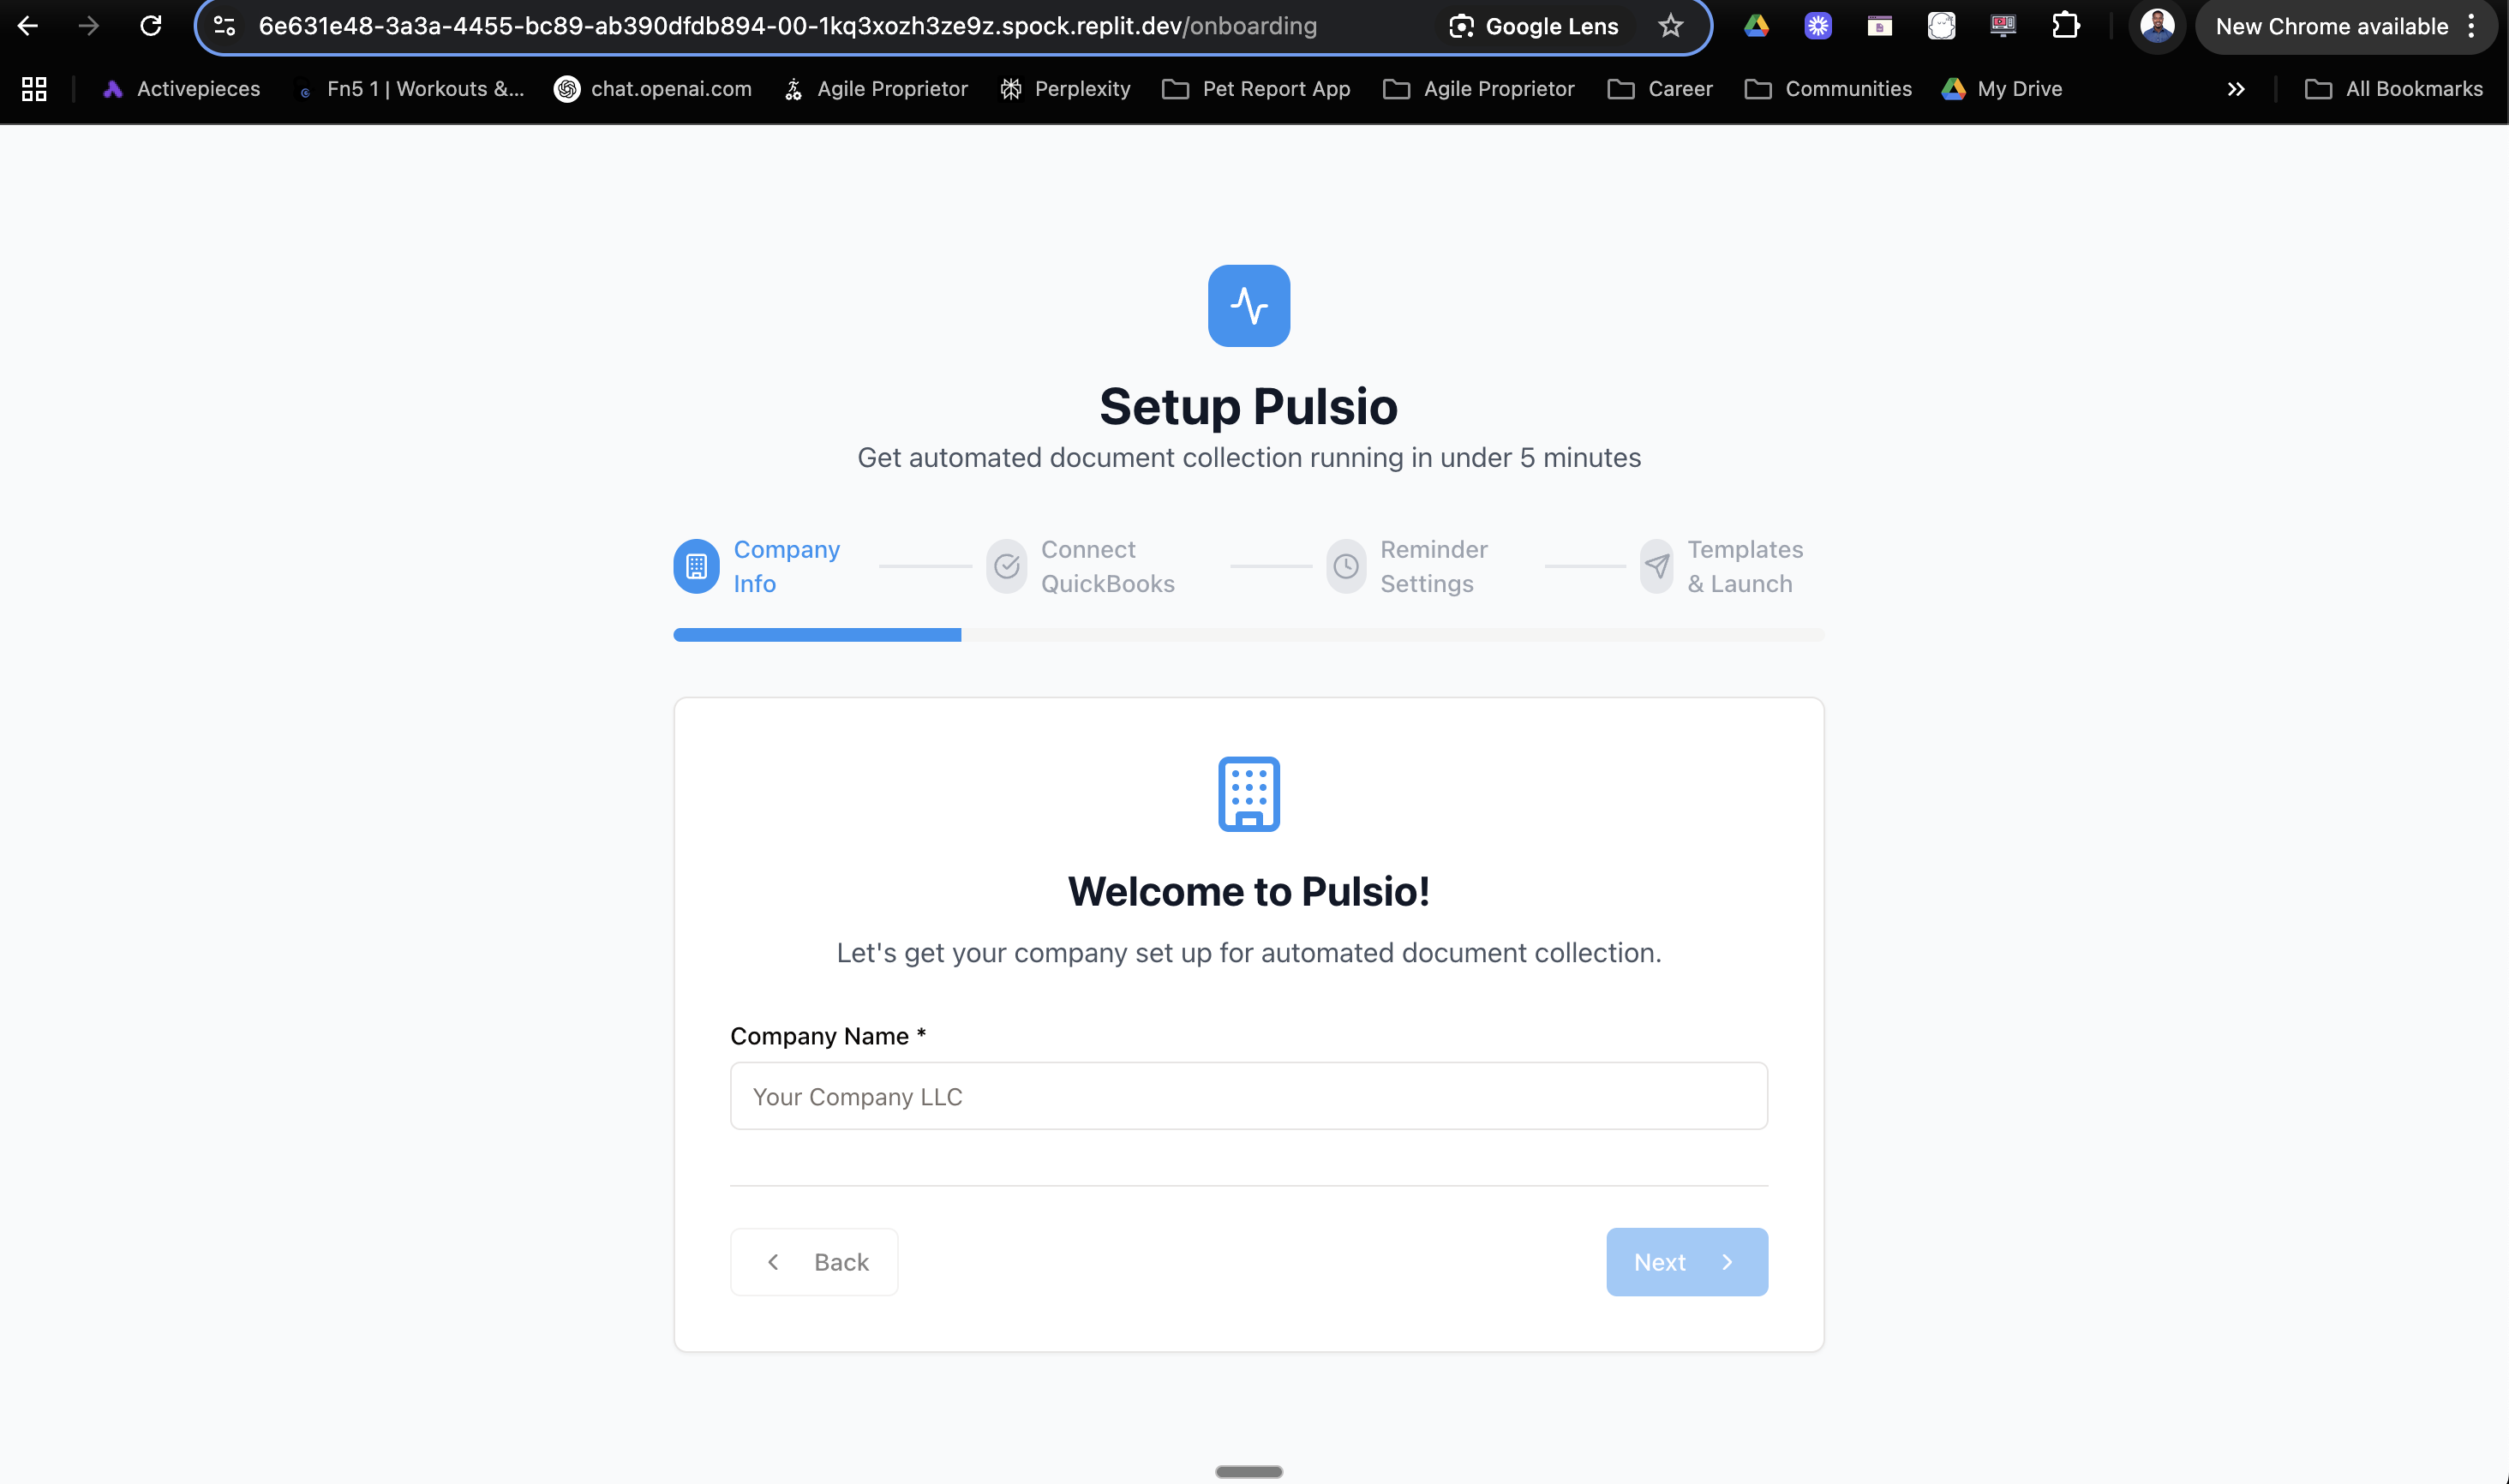 6e631e48-3a3a-4455-bc89-ab390dfdb894-00-1kq3xozh3ze9z.spock.replit.dev/onboarding
Google Lens
New Chrome available
Activepieces
Fn5 1 | Workouts &...
chat.openai.com
Agile Proprietor
Perplexity
Pet Report App
Agile Proprietor
Career
Communities
My Drive
All Bookmarks
Setup Pulsio
Get automated document collection running in under 5 minutes
Company
Info
Connect
QuickBooks
Reminder
Settings
Templates
& Launch
Welcome to Pulsio!
Let's get your company set up for automated document collection.
Company Name *
Your Company LLC
Back
Next